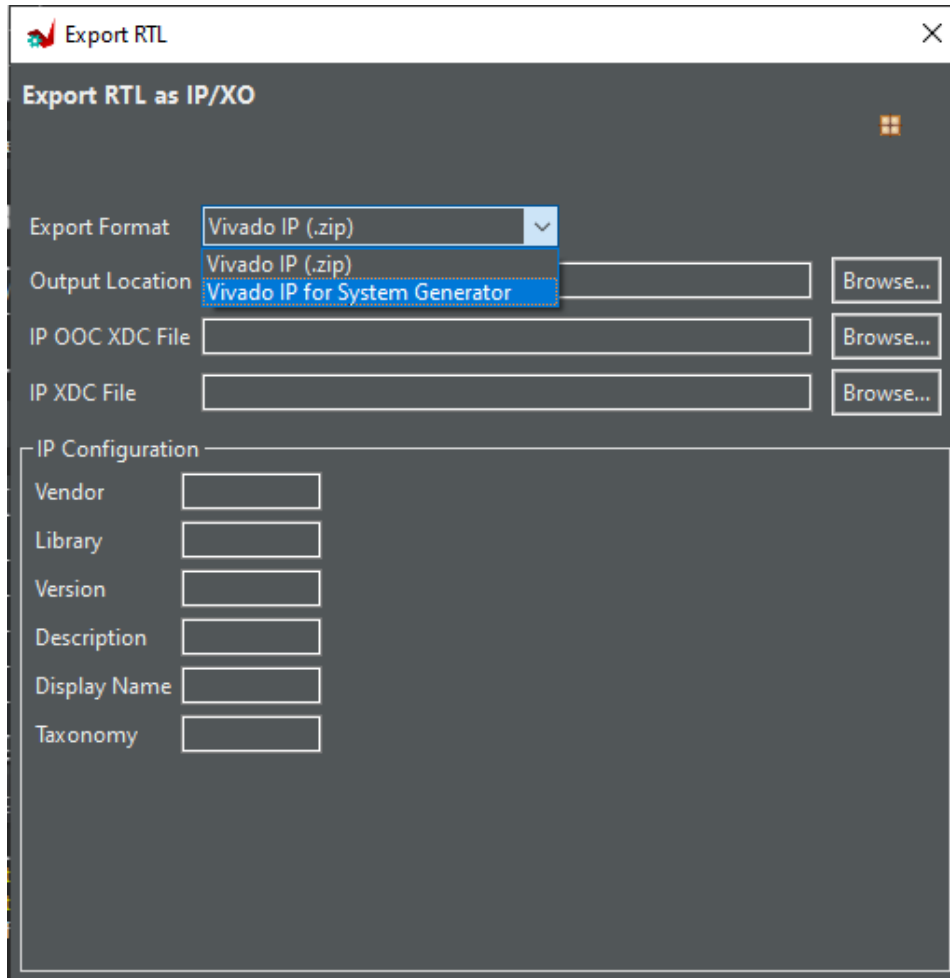 Export RTL
Export RTL as IP/XO
Export Format Vivado IP (.zip)
Vivado IP (.zip)
Output Location Browse...
Vivado IP for System Generator
IP OOC XDC File Browse...
IP XDC File Browse...
IP Configuration
Vendor
Library
Version
Description
Display Name
Taxonomy